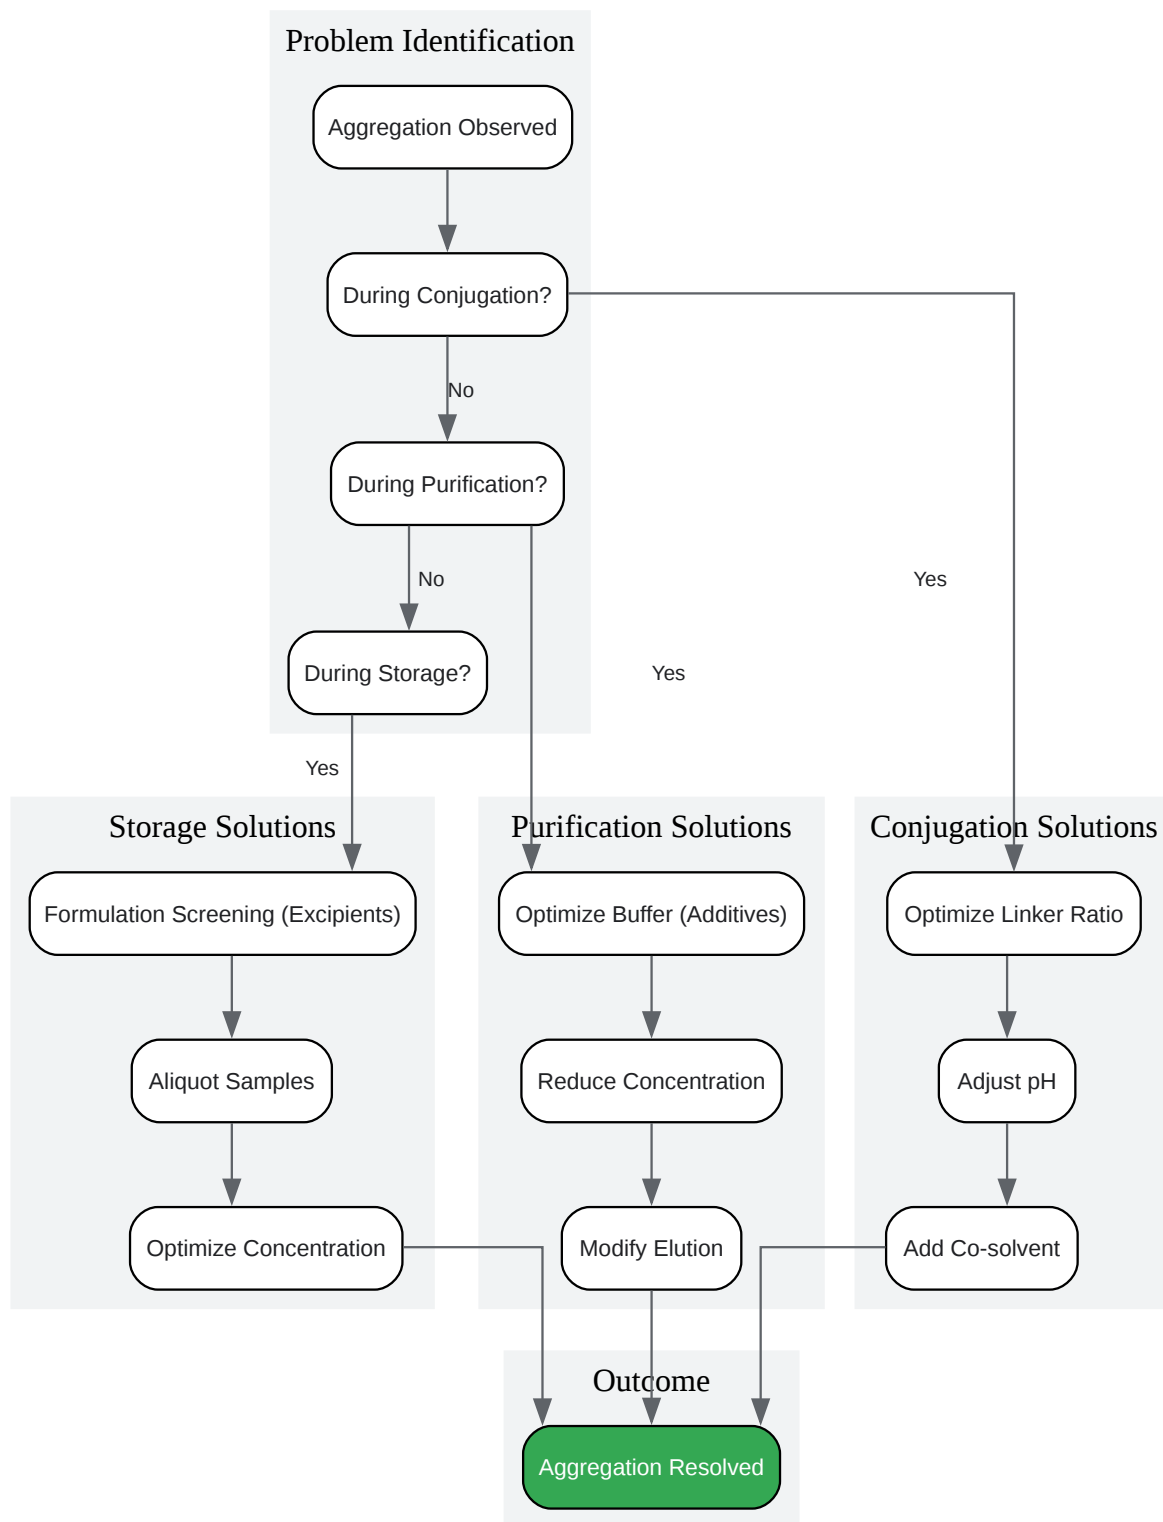 Problem Identification
Aggregation Observed
During Conjugation?
No
During Purification?
No
Yes
During Storage?
Yes
Yes
Storage Solutions
Purification Solutions
Conjugation Solutions
Formulation Screening (Excipients)
Optimize Buffer (Additives)
Optimize Linker Ratio
Aliquot Samples
Reduce Concentration
Adjust pH
Optimize Concentration
Modify Elution
Add Co-solvent
Outcome
Aggregation Resolved